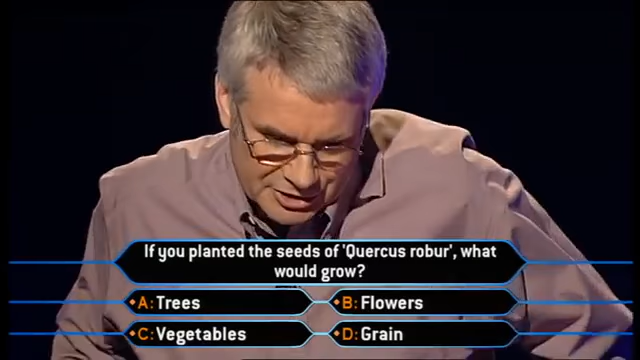 If you planted the seeds of 'Quercus robur', what
would grow?
A: Trees
B: Flowers
C: Vegetables
D: Grain